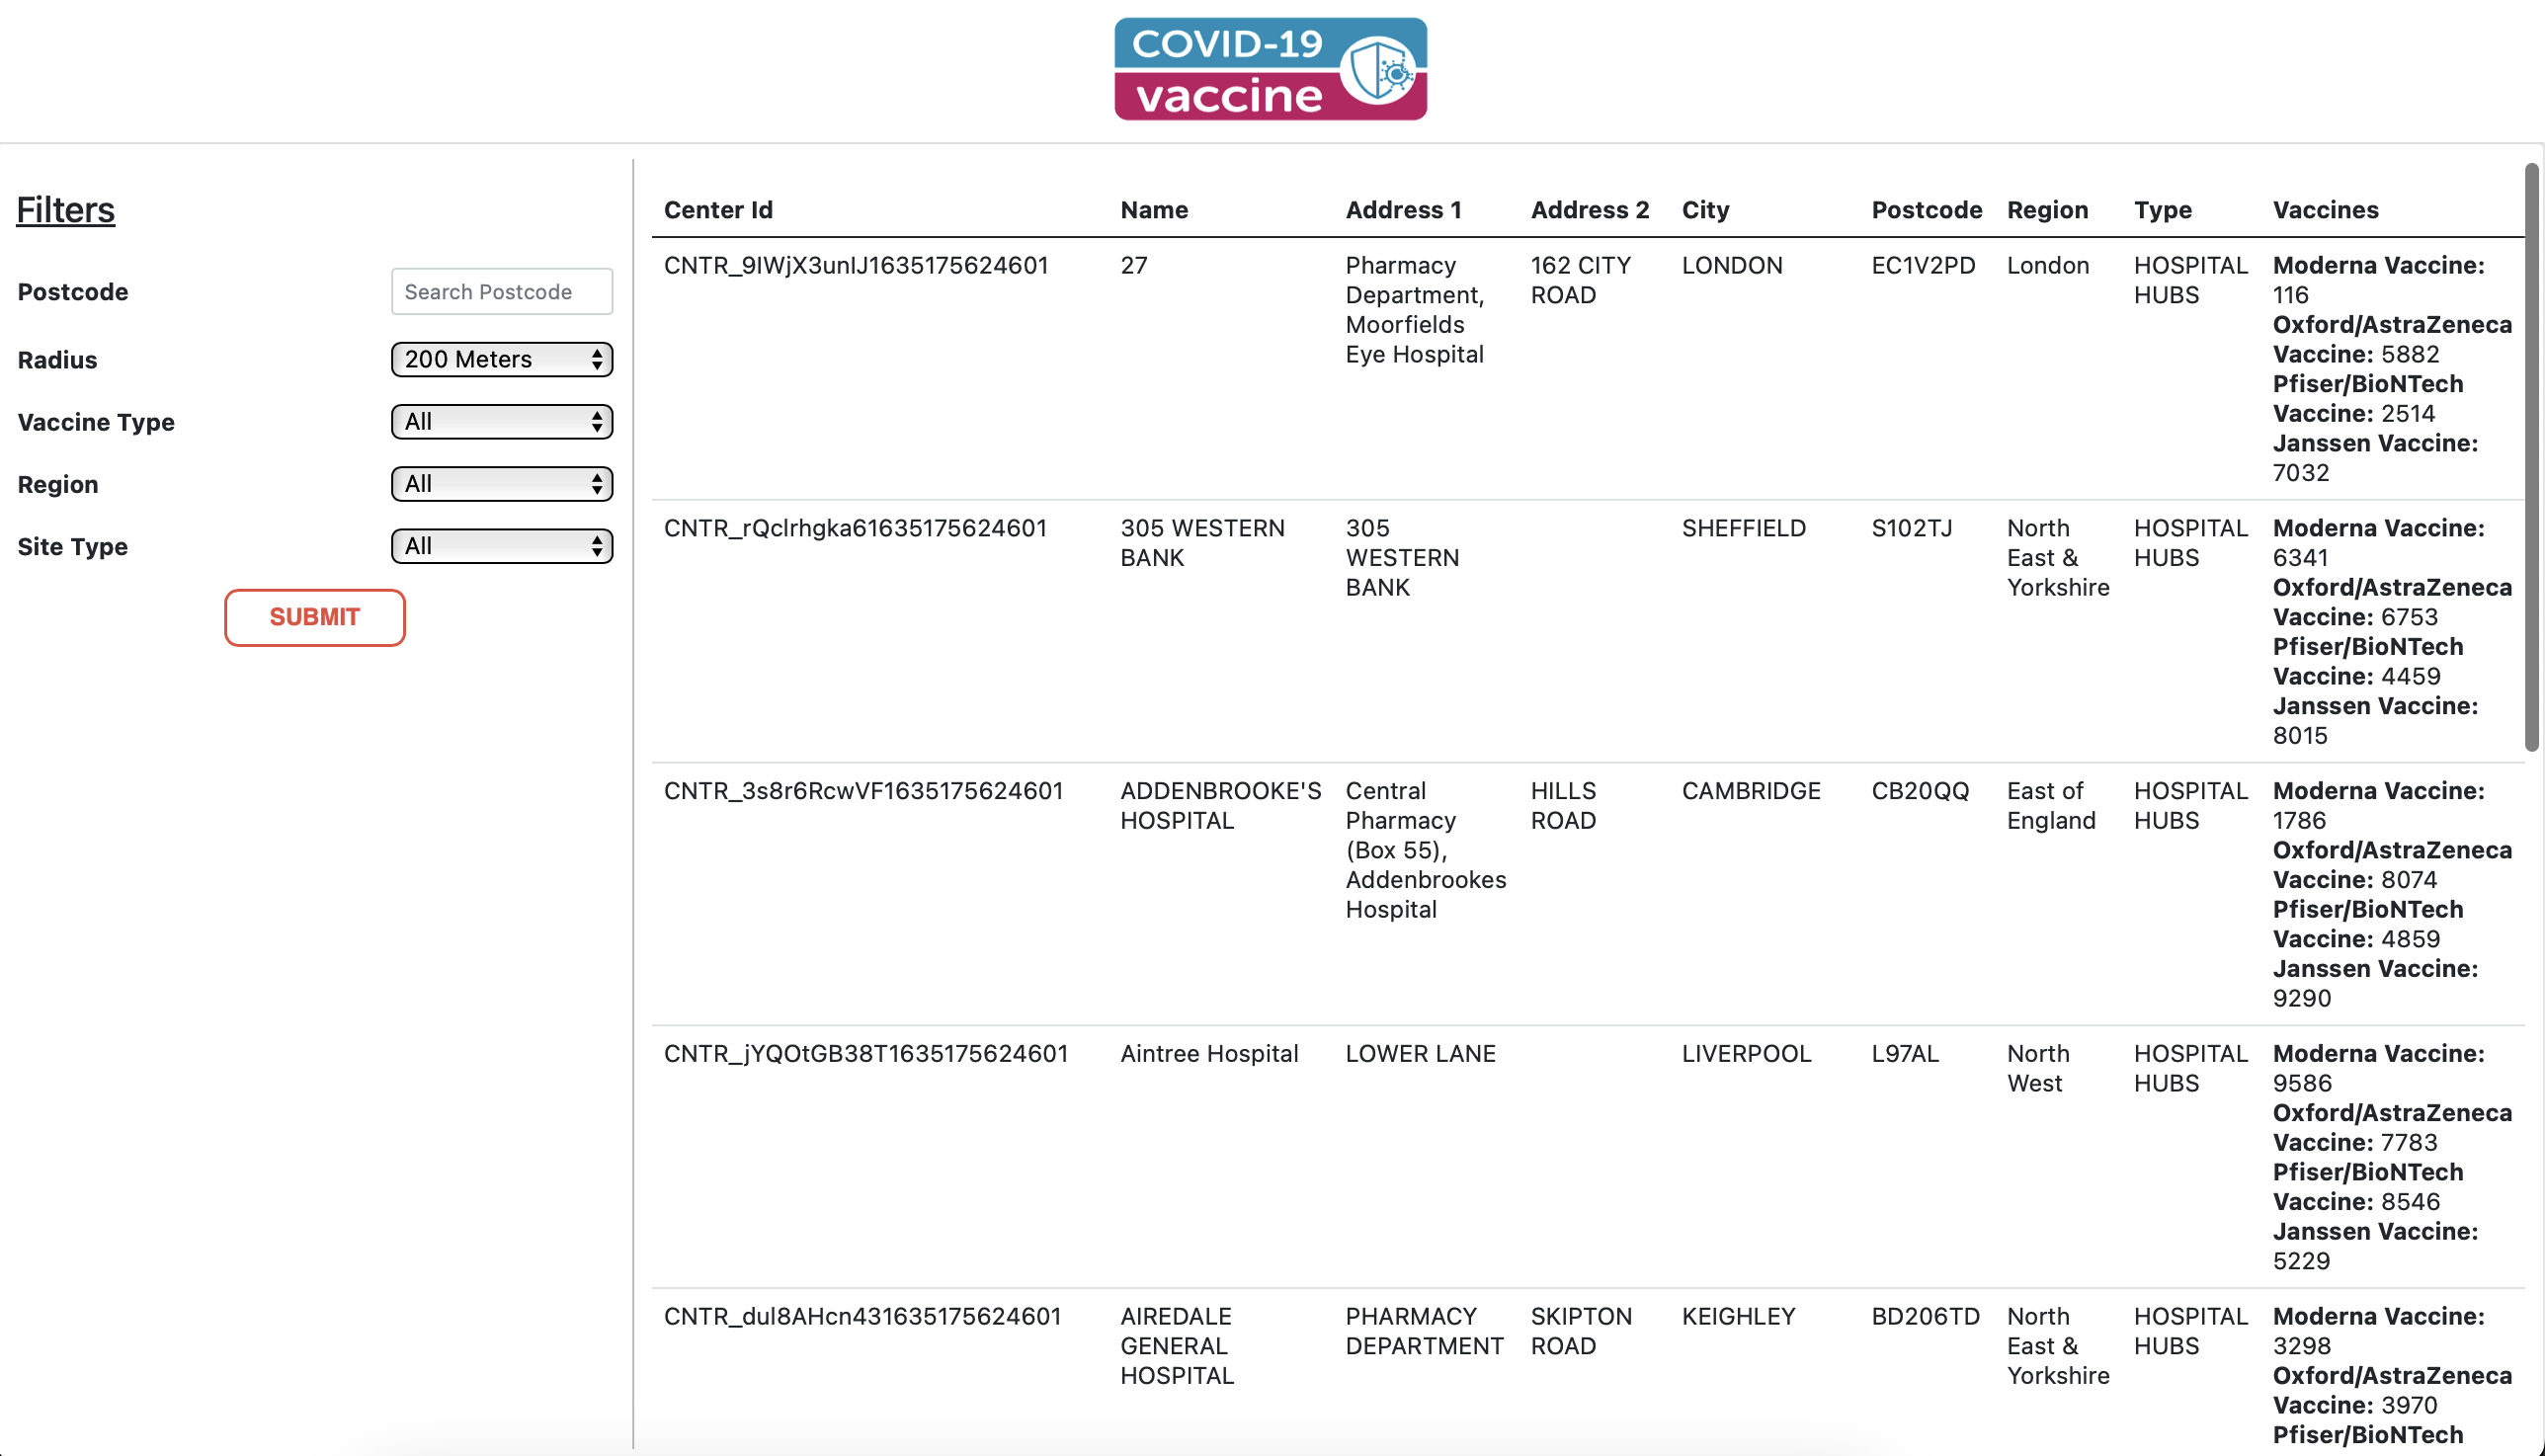 COVID-19
vaccine
Filters
Postcode
Search Postcode
Radius
200 Meters
Vaccine Type
All
Region
All
Site Type
All
SUBMIT
Center Id Name Address 1 Address 2 City Postcode Region Type Vaccines
CNTR_9IWjX3unIJ1635175624601 27 Pharmacy 162 CITY LONDON EC1V2PD London HOSPITAL Moderna Vaccine:
Department, ROAD HUBS 116
Moorfields Oxford/AstraZeneca
Eye Hospital Vaccine: 5882
Pfiser/BioNTech
Vaccine: 2514
Janssen Vaccine:
7032
CNTR_rQclrhgka61635175624601 305 WESTERN 305 SHEFFIELD S102TJ North HOSPITAL Moderna Vaccine:
BANK WESTERN East & HUBS 6341
BANK Yorkshire Oxford/AstraZeneca
Vaccine: 6753
Pfiser/BioNTech
Vaccine: 4459
Janssen Vaccine:
8015
CNTR_3s8r6RcwVF1635175624601 ADDENBROOKE'S Central HILLS CAMBRIDGE CB20QQ East of HOSPITAL Moderna Vaccine:
HOSPITAL Pharmacy ROAD England HUBS 1786
(Box 55), Oxford/AstraZeneca
Addenbrookes Vaccine: 8074
Hospital Pfiser/BioNTech
Vaccine: 4859
Janssen Vaccine:
9290
CNTR_jYQOtGB38T1635175624601 Aintree Hospital LOWER LANE LIVERPOOL L97AL North HOSPITAL Moderna Vaccine:
West HUBS 9586
Oxford/AstraZeneca
Vaccine: 7783
Pfiser/BioNTech
Vaccine: 8546
Janssen Vaccine:
5229
CNTR_dul8AHcn431635175624601 AIREDALE PHARMACY SKIPTON KEIGHLEY BD206TD North HOSPITAL Moderna Vaccine:
GENERAL DEPARTMENT ROAD East & HUBS 3298
HOSPITAL Yorkshire Oxford/AstraZeneca
Vaccine: 3970
Pfiser/BioNTech